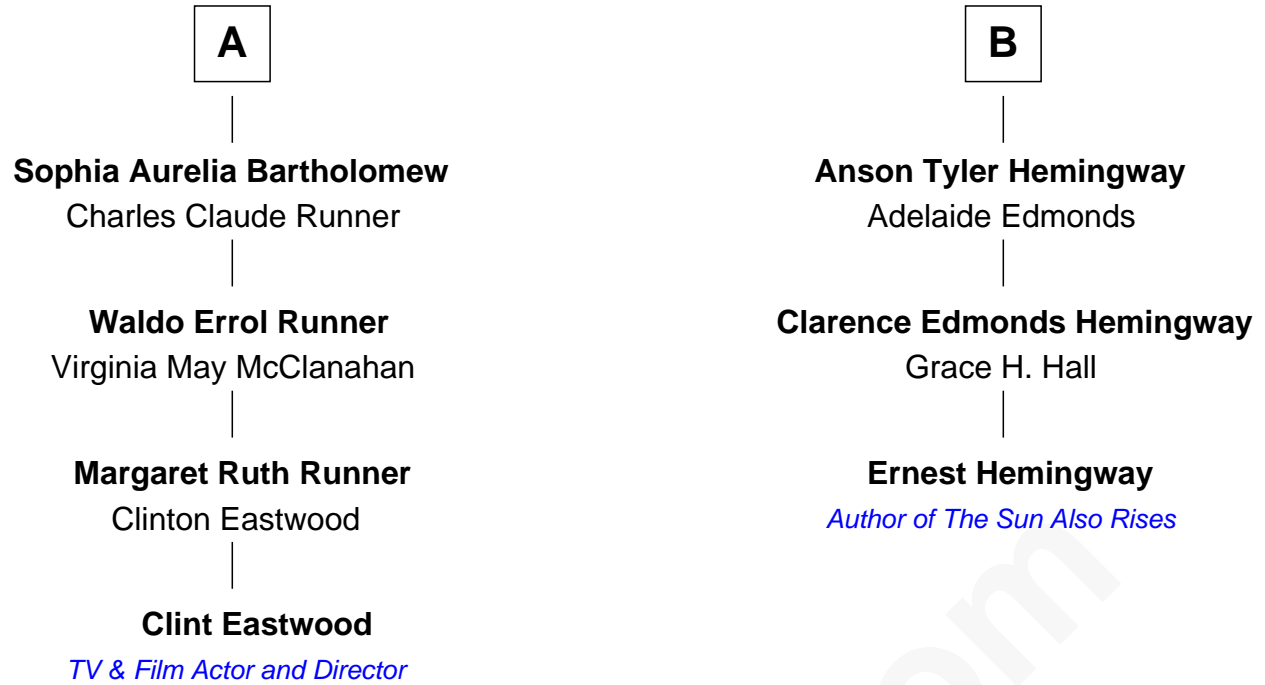 A
Sophia Aurelia Bartholomew
Charles Claude Runner
Waldo Errol Runner
Virginia May McClanahan
Margaret Ruth Runner
Clinton Eastwood
Clint Eastwood
TV & Film Actor and Director
B
Anson Tyler Hemingway
Adelaide Edmonds
Clarence Edmonds Hemingway
Grace H. Hall
Ernest Hemingway
Author of The Sun Also Rises
om